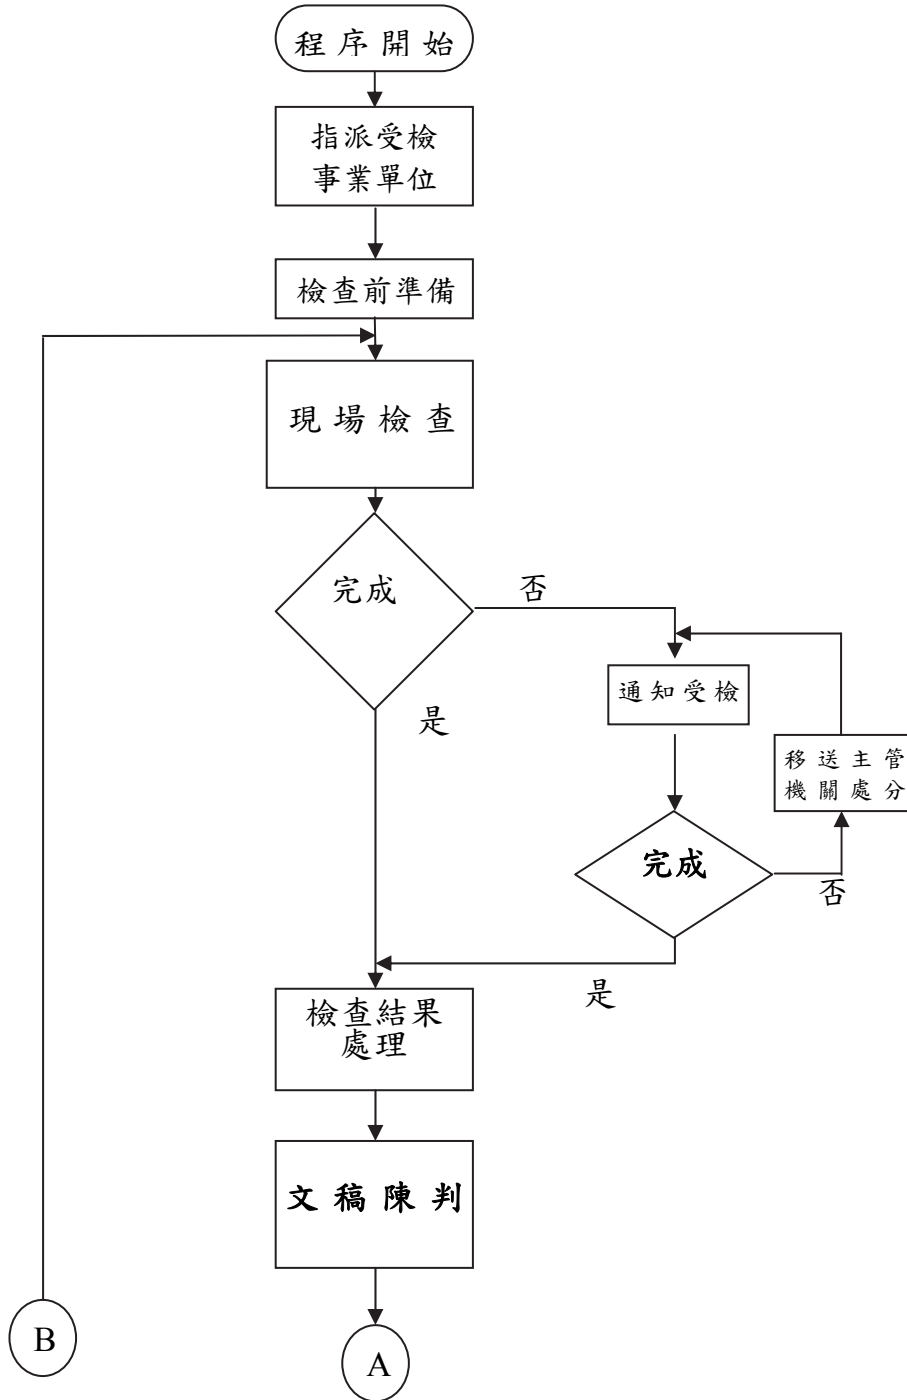 程序開始
指派受檢
事業單位
檢查前準備
現場檢查
完成
否
是
通知受檢
移送主管
機關處分
完成
否
是
檢查結果
處理
文稿陳判
B
A